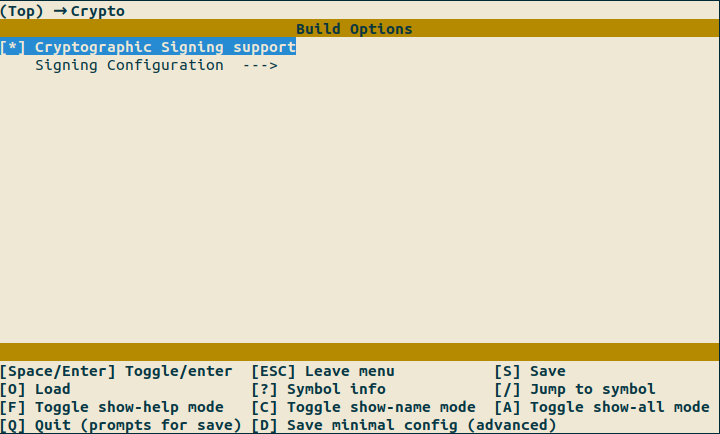 (Top) → Crypto
Build Options
[*] Cryptographic Signing support
Signing Configuration  --->
[Space/Enter] Toggle/enter  [ESC] Leave menu  [S] Save
[O] Load  [?] Symbol info  [/] Jump to symbol
[F] Toggle show-help mode  [C] Toggle show-name mode  [A] Toggle show-all mode
[Q] Quit (prompts for save)  [D] Save minimal config (advanced)